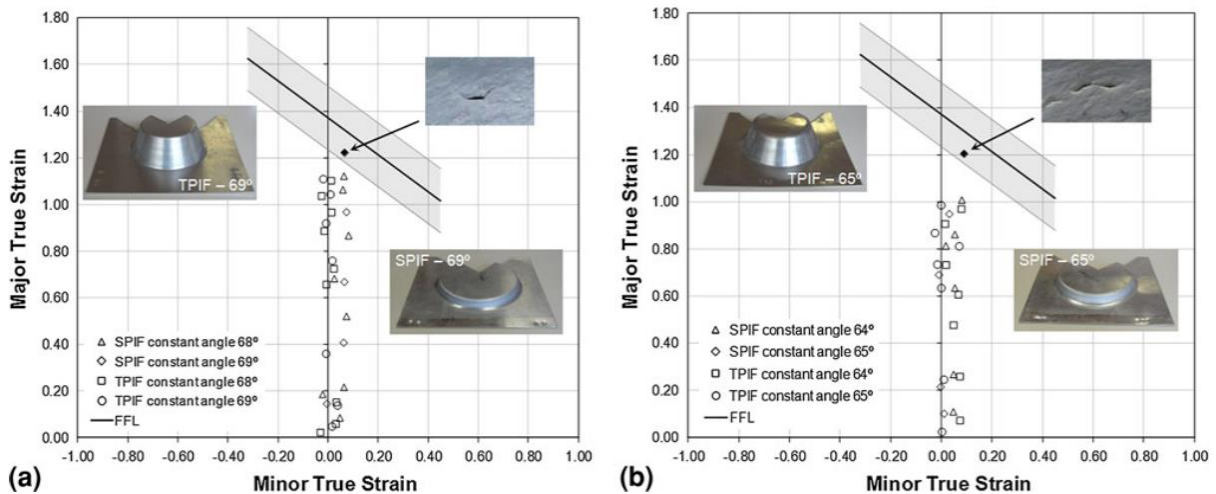 1.80
1.60
1.40
1.20
1.00
0.80
0.60
0.40
0.20
0.00
Major True Strain
TPIF – 69º
SPIF – 69º
△ SPIF constant angle 68º
◇ SPIF constant angle 69º
□ TPIF constant angle 68º
○ TPIF constant angle 69º
FFL
-1.00 -0.80 -0.60 -0.40 -0.20 0.00 0.20 0.40 0.60 0.80 1.00
Minor True Strain
(a)
1.80
1.60
1.40
1.20
1.00
0.80
0.60
0.40
0.20
0.00
Major True Strain
TPIF – 65º
SPIF – 65º
△ SPIF constant angle 64º
◇ SPIF constant angle 65º
□ TPIF constant angle 64º
○ TPIF constant angle 65º
FFL
-1.00 -0.80 -0.60 -0.40 -0.20 0.00 0.20 0.40 0.60 0.80 1.00
Minor True Strain
(b)